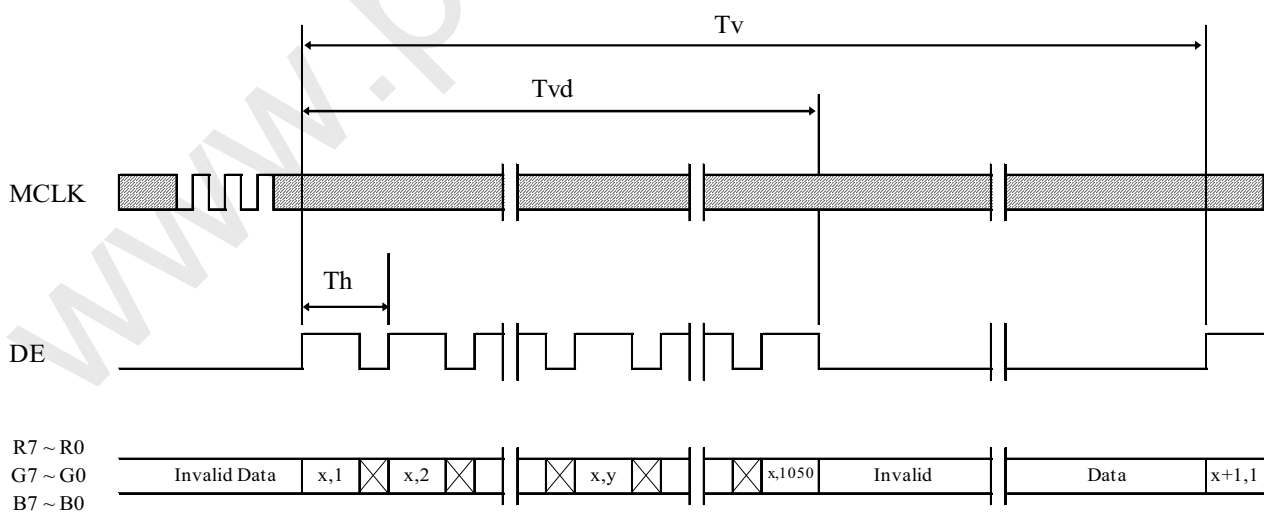 Tv
Tvd
MCLK
Th
DE
R7 ~ R0
G7 ~ G0
B7 ~ B0
Invalid Data x,1 x,2 x,y x,1050 Invalid Data x+1,1
www.p